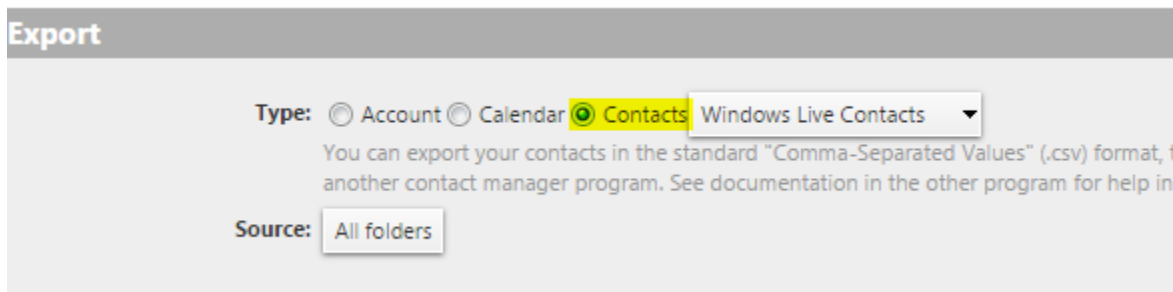 Export
Type: Account Calendar Contacts Windows Live Contacts
You can export your contacts in the standard "Comma-Separated Values" (.csv) format,
another contact manager program. See documentation in the other program for help in
Source: All folders